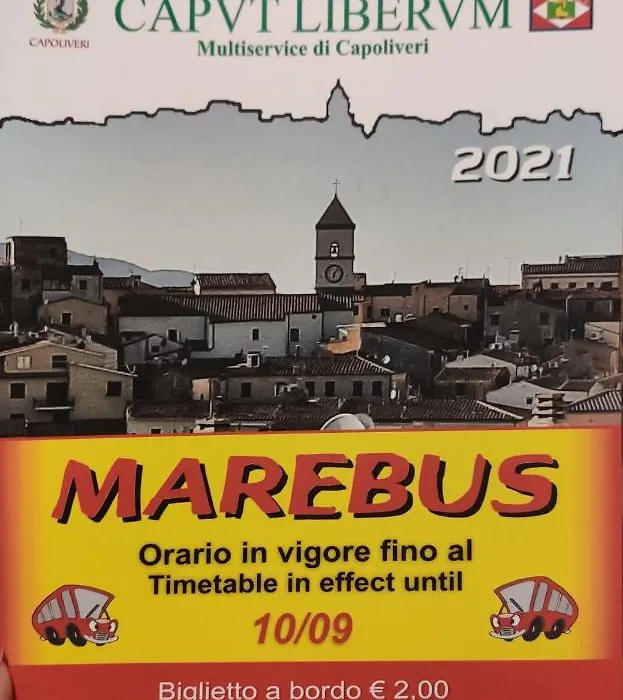 CAPVT LIBERVM
CAPOLIVERI
Multiservice di Capoliveri
2021
MAREBUS
Orario in vigore fino al
Timetable in effect until
10/09
Biglietto a bordo € 2,00